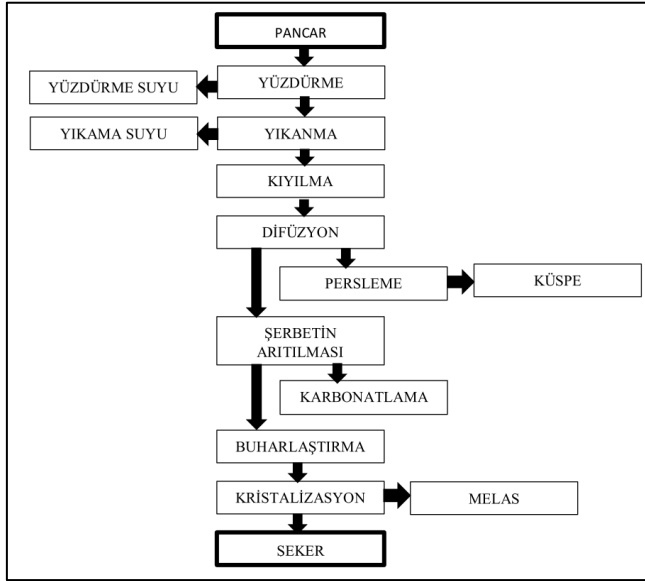 PANCAR
YÜZDÜRME SUYU
YÜZDÜRME
YIKAMA SUYU
YIKANMA
KIYILMA
DİFÜZYON
PERSLEME
KÜSPE
ŞERBETİN
ARITILMASI
KARBONATLAMA
BUHARLAŞTIRMA
KRİSTALİZASYON
MELAS
SEKER